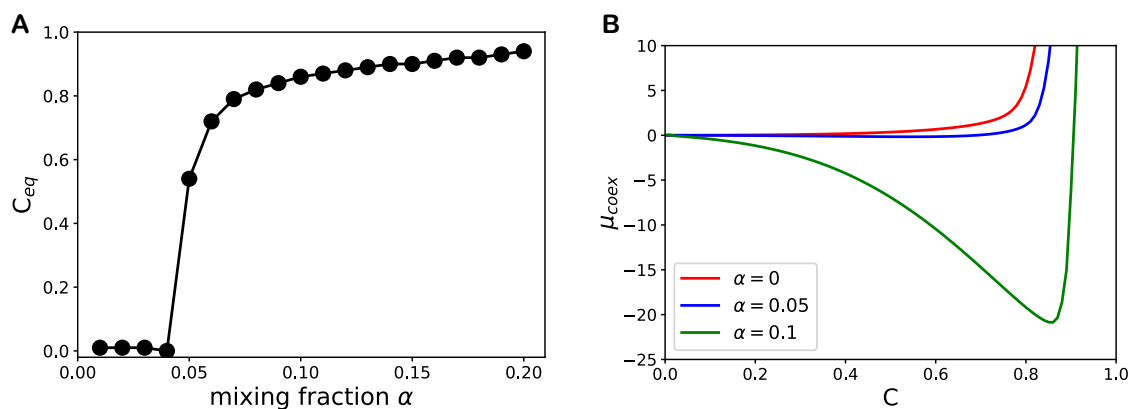 A
C_eq
1.0
0.8
0.6
0.4
0.2
0.0
0.00 0.05 0.10 0.15 0.20
mixing fraction α
B
μ_coex
10
5
0
−5
−10
−15
−20
−25
α = 0
α = 0.05
α = 0.1
0.0 0.2 0.4 0.6 0.8 1.0
C